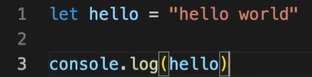 1 let hello = "hello world"
2
3 console.log(hello)